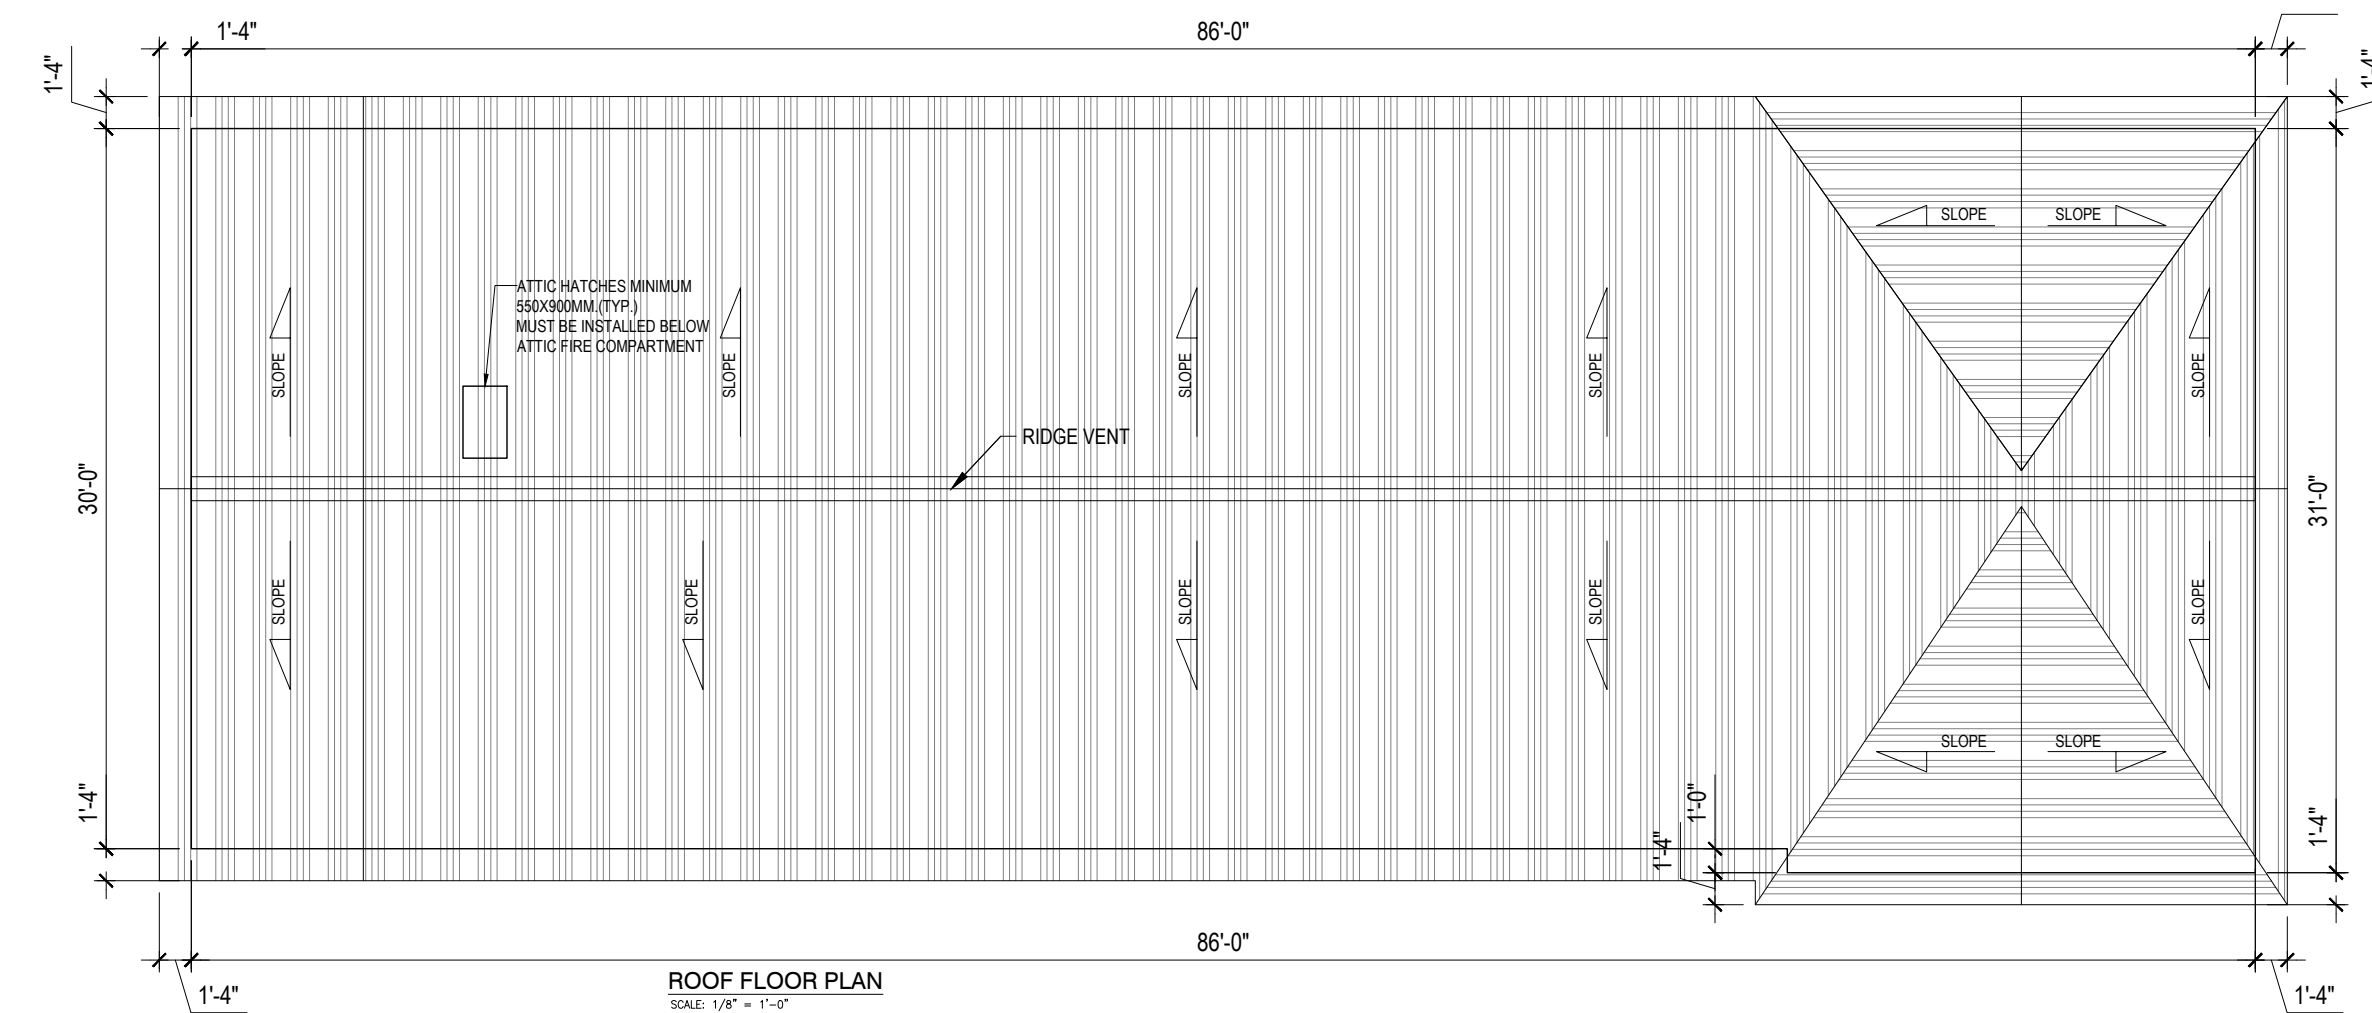 1'-4"
86'-0"
1'-4"
1'-4"
SLOPE
SLOPE
ATTIC HATCHES MINIMUM
550X900MM.(TYP.)
MUST BE INSTALLED BELOW
ATTIC FIRE COMPARTMENT
SLOPE
SLOPE
SLOPE
SLOPE
SLOPE
RIDGE VENT
30'-0"
31'-0"
SLOPE
SLOPE
SLOPE
SLOPE
SLOPE
SLOPE
SLOPE
1'-4"
1'-0"
1'-4"
1'-4"
86'-0"
ROOF FLOOR PLAN
SCALE: 1/8" = 1'-0"
1'-4"
1'-4"